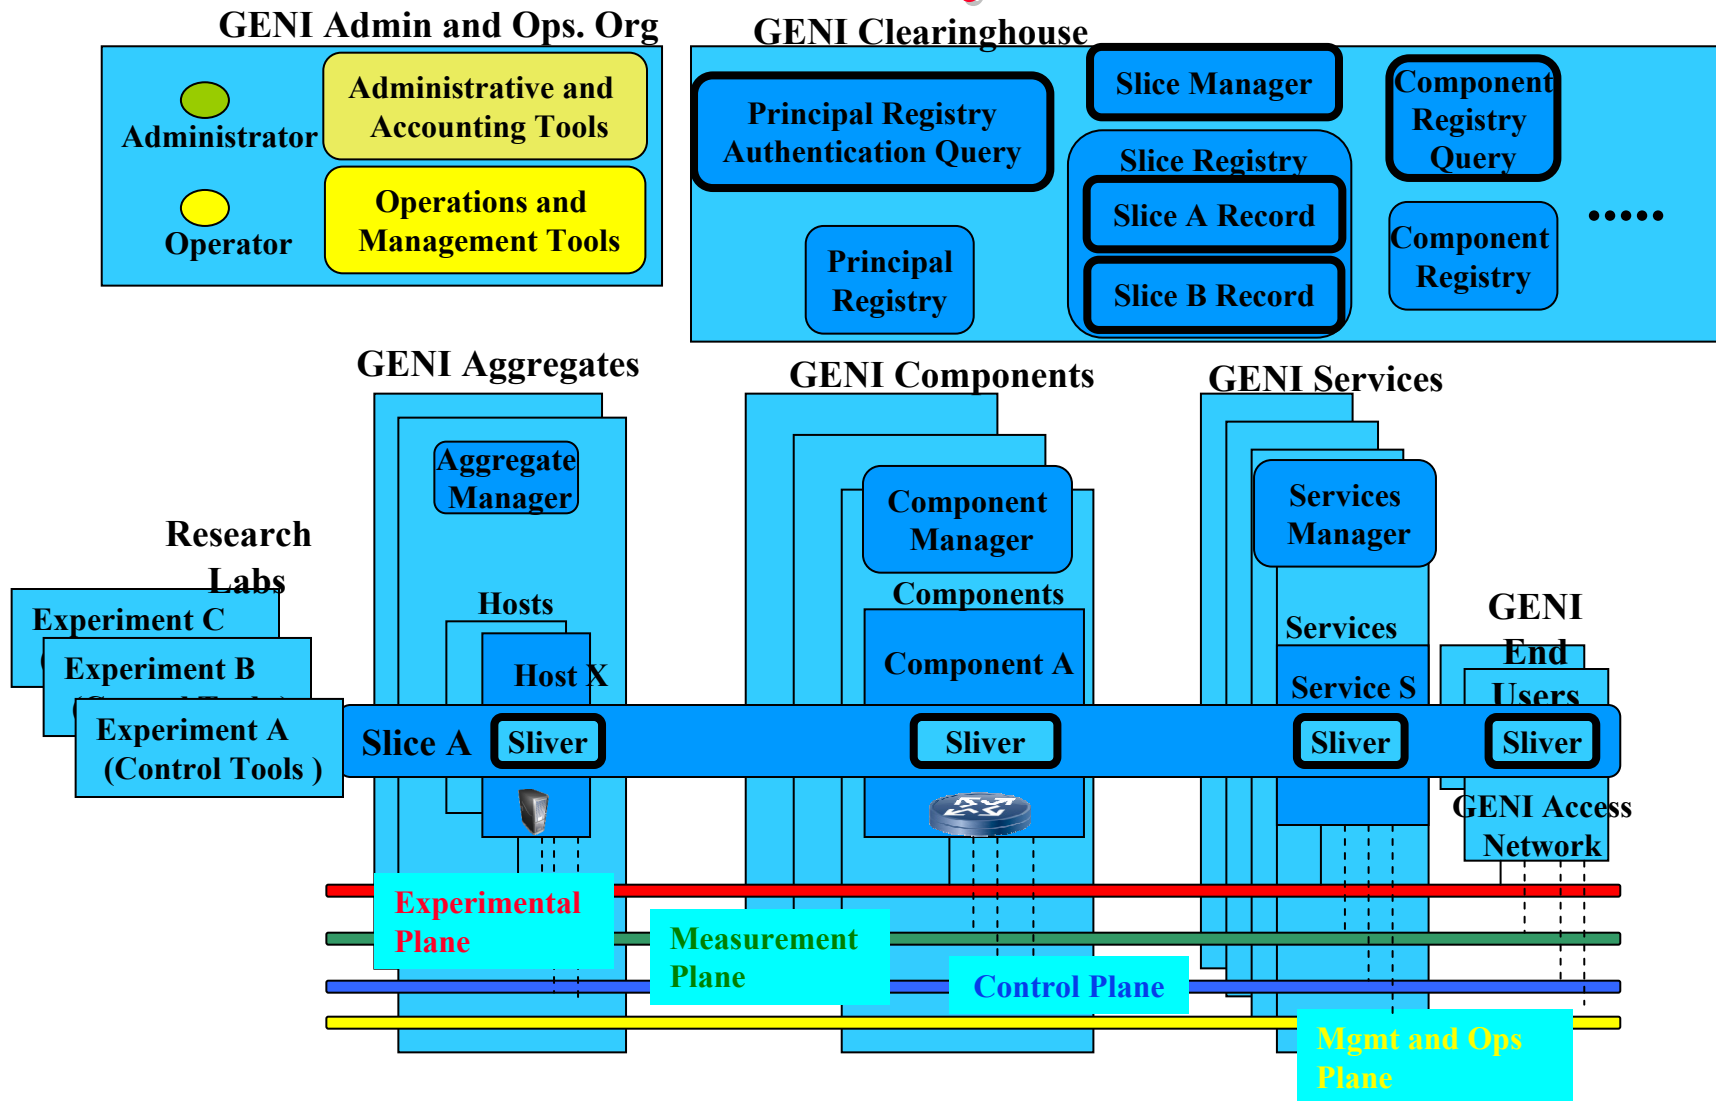 GENI Admin and Ops. Org
Administrator
Administrative and
Accounting Tools
Operator
Operations and
Management Tools
GENI Clearinghouse
Principal Registry
Authentication Query
Principal
Registry
Slice Manager
Slice Registry
Slice A Record
Slice B Record
Component
Registry
Query
Component
Registry
.....
GENI Aggregates
Aggregate
Manager
Hosts
Host X
GENI Components
Component
Manager
Components
Component A
GENI Services
Services
Manager
Services
Service S
GENI
End
Users
Research
Labs
Experiment C
Experiment B
Experiment A
(Control Tools )
Slice A
Sliver
Sliver
Sliver
Sliver
GENI Access
Network
Experimental
Plane
Measurement
Plane
Control Plane
Mgmt and Ops
Plane